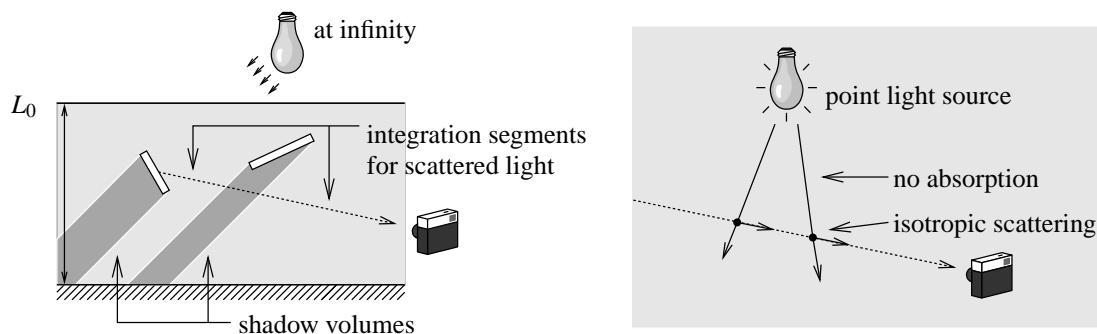 at infinity
L0
integration segments
for scattered light
shadow volumes
point light source
no absorption
isotropic scattering